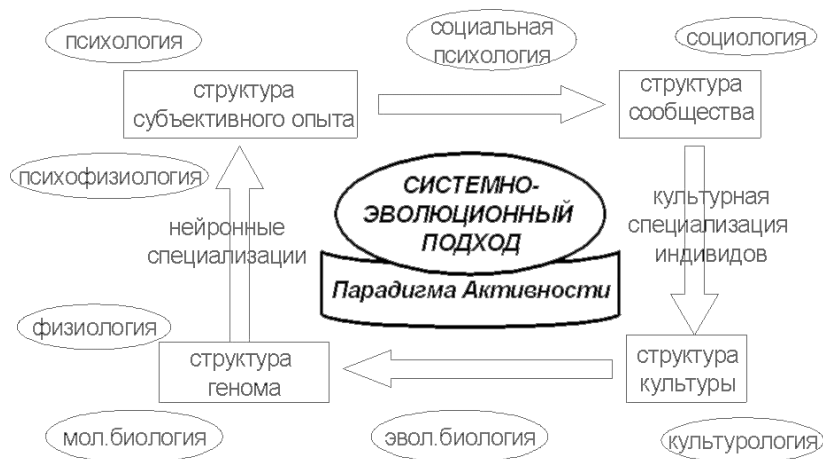 психология
социальная
психология
социология
структура
субъективного опыта
структура
сообщества
психофизиология
СИСТЕМНО-
ЭВОЛЮЦИОННЫЙ
ПОДХОД
Парадигма Активности
нейронные
специализации
культурная
специализация
индивидов
физиология
структура
генома
структура
культуры
мол.биология
эвол.биология
культурология